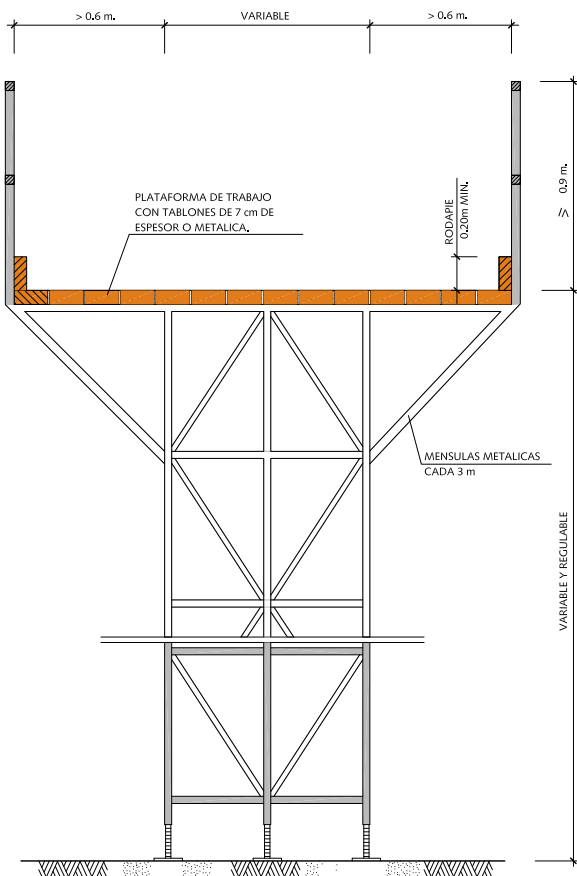 > 0.6 m.
VARIABLE
> 0.6 m.
PLATAFORMA DE TRABAJO
CON TABLONES DE 7 cm DE
ESPESOR O METALICA.
RODAPIE
0.20m MIN.
≥ 0.9 m.
MENSULAS METALICAS
CADA 3 m
VARIABLE Y REGULABLE